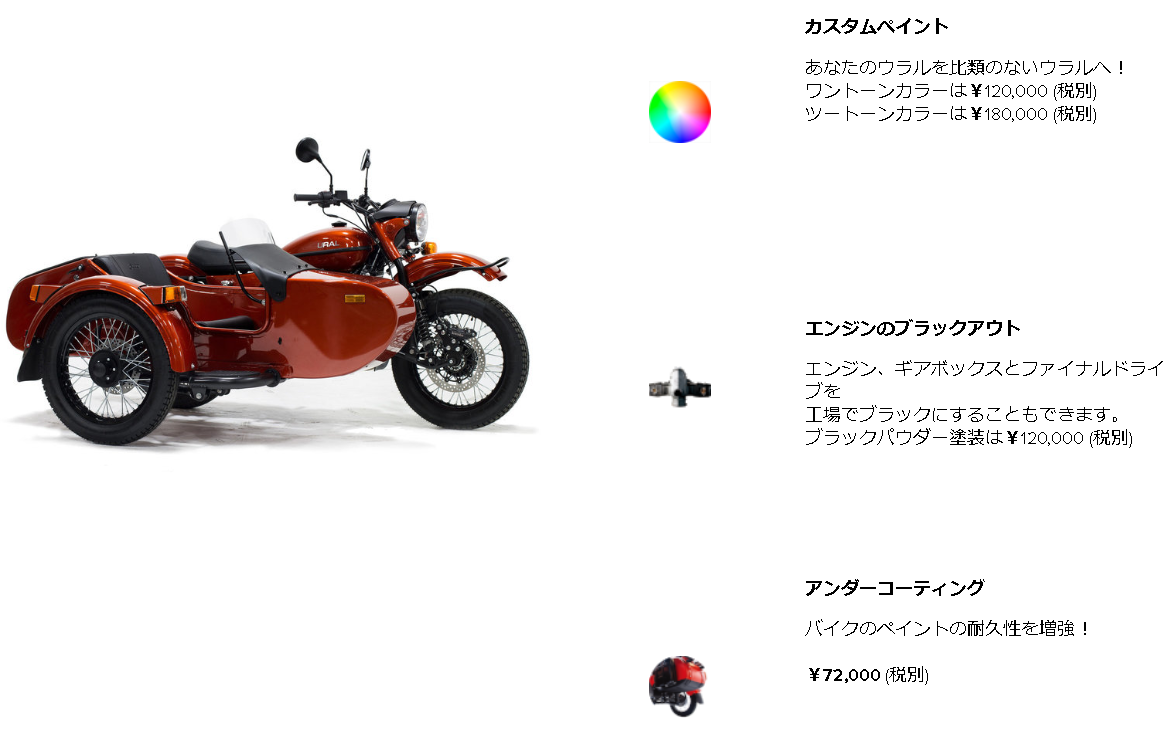 カスタムペイント
あなたのウラルを比類のないウラルへ！
ワントーンカラーは￥120,000 (税別)
ツートーンカラーは￥180,000 (税別)
URAL
エンジンのブラックアウト
エンジン、ギアボックスとファイナルドライ
ブを
工場でブラックにすることもできます。
ブラックパウダー塗装は￥120,000 (税別)
アンダーコーティング
バイクのペイントの耐久性を増強！
￥72,000 (税別)